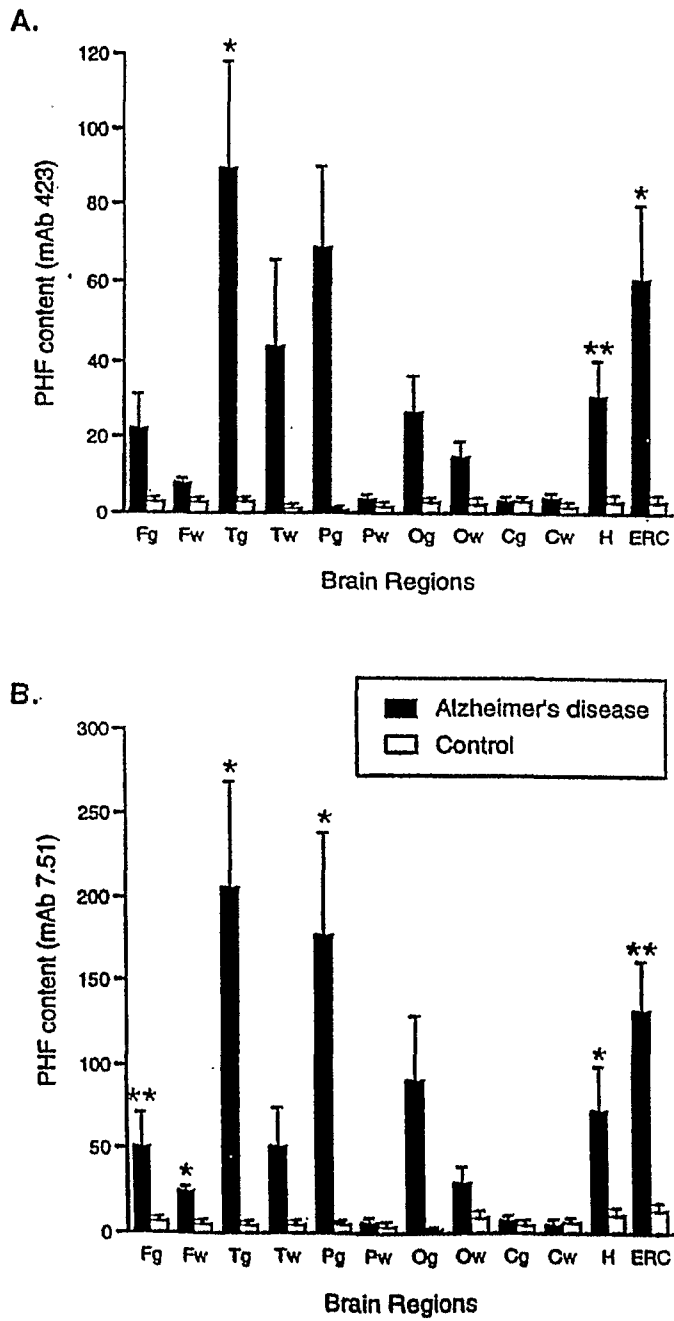 A.
PHF content (mAb 423)
120
100
80
60
40
20
0
*
*
**
Fg Fw Tg Tw Pg Pw Og Ow Cg Cw H ERC
Brain Regions
B.
Alzheimer's disease
Control
PHF content (mAb 7.51)
300
250
200
150
100
50
0
*
*
**
**
*
*
Fg Fw Tg Tw Pg Pw Og Ow Cg Cw H ERC
Brain Regions